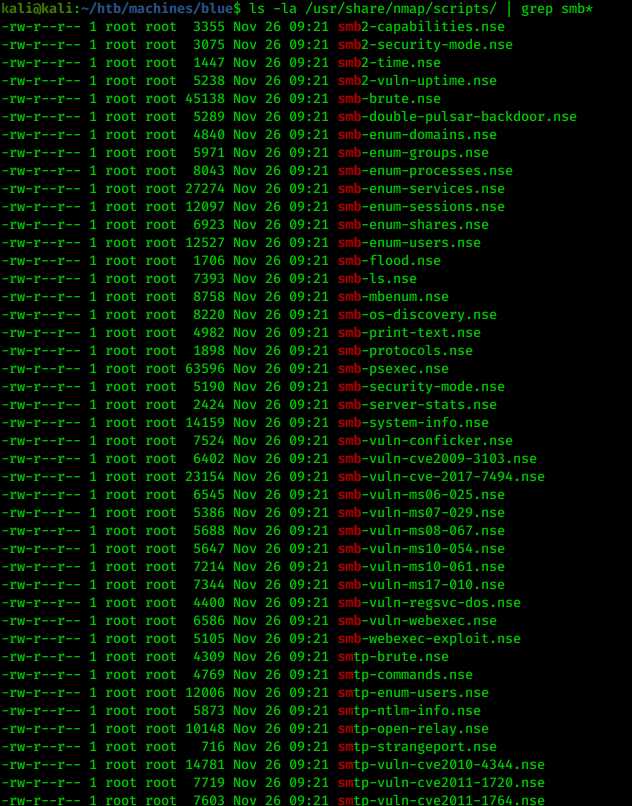 kali@kali:~/htb/machines/blue$ ls -la /usr/share/nmap/scripts/ | grep smb*
-rw-r--r-- 1 root root  3355 Nov 26 09:21 smb2-capabilities.nse
-rw-r--r-- 1 root root  3075 Nov 26 09:21 smb2-security-mode.nse
-rw-r--r-- 1 root root  1447 Nov 26 09:21 smb2-time.nse
-rw-r--r-- 1 root root  5238 Nov 26 09:21 smb2-vuln-uptime.nse
-rw-r--r-- 1 root root 45138 Nov 26 09:21 smb-brute.nse
-rw-r--r-- 1 root root  5289 Nov 26 09:21 smb-double-pulsar-backdoor.nse
-rw-r--r-- 1 root root  4840 Nov 26 09:21 smb-enum-domains.nse
-rw-r--r-- 1 root root  5971 Nov 26 09:21 smb-enum-groups.nse
-rw-r--r-- 1 root root  8043 Nov 26 09:21 smb-enum-processes.nse
-rw-r--r-- 1 root root 27274 Nov 26 09:21 smb-enum-services.nse
-rw-r--r-- 1 root root 12097 Nov 26 09:21 smb-enum-sessions.nse
-rw-r--r-- 1 root root  6923 Nov 26 09:21 smb-enum-shares.nse
-rw-r--r-- 1 root root 12527 Nov 26 09:21 smb-enum-users.nse
-rw-r--r-- 1 root root  1706 Nov 26 09:21 smb-flood.nse
-rw-r--r-- 1 root root  7393 Nov 26 09:21 smb-ls.nse
-rw-r--r-- 1 root root  8758 Nov 26 09:21 smb-mbenum.nse
-rw-r--r-- 1 root root  8220 Nov 26 09:21 smb-os-discovery.nse
-rw-r--r-- 1 root root  4982 Nov 26 09:21 smb-print-text.nse
-rw-r--r-- 1 root root  1898 Nov 26 09:21 smb-protocols.nse
-rw-r--r-- 1 root root 63596 Nov 26 09:21 smb-psexec.nse
-rw-r--r-- 1 root root  5190 Nov 26 09:21 smb-security-mode.nse
-rw-r--r-- 1 root root  2424 Nov 26 09:21 smb-server-stats.nse
-rw-r--r-- 1 root root 14159 Nov 26 09:21 smb-system-info.nse
-rw-r--r-- 1 root root  7524 Nov 26 09:21 smb-vuln-conficker.nse
-rw-r--r-- 1 root root  6402 Nov 26 09:21 smb-vuln-cve2009-3103.nse
-rw-r--r-- 1 root root 23154 Nov 26 09:21 smb-vuln-cve-2017-7494.nse
-rw-r--r-- 1 root root  6545 Nov 26 09:21 smb-vuln-ms06-025.nse
-rw-r--r-- 1 root root  5386 Nov 26 09:21 smb-vuln-ms07-029.nse
-rw-r--r-- 1 root root  5688 Nov 26 09:21 smb-vuln-ms08-067.nse
-rw-r--r-- 1 root root  5647 Nov 26 09:21 smb-vuln-ms10-054.nse
-rw-r--r-- 1 root root  7214 Nov 26 09:21 smb-vuln-ms10-061.nse
-rw-r--r-- 1 root root  7344 Nov 26 09:21 smb-vuln-ms17-010.nse
-rw-r--r-- 1 root root  4400 Nov 26 09:21 smb-vuln-regsvc-dos.nse
-rw-r--r-- 1 root root  6586 Nov 26 09:21 smb-vuln-webexec.nse
-rw-r--r-- 1 root root  5105 Nov 26 09:21 smb-webexec-exploit.nse
-rw-r--r-- 1 root root  4309 Nov 26 09:21 smtp-brute.nse
-rw-r--r-- 1 root root  4769 Nov 26 09:21 smtp-commands.nse
-rw-r--r-- 1 root root 12006 Nov 26 09:21 smtp-enum-users.nse
-rw-r--r-- 1 root root  5873 Nov 26 09:21 smtp-ntlm-info.nse
-rw-r--r-- 1 root root 10148 Nov 26 09:21 smtp-open-relay.nse
-rw-r--r-- 1 root root   716 Nov 26 09:21 smtp-strangeport.nse
-rw-r--r-- 1 root root 14781 Nov 26 09:21 smtp-vuln-cve2010-4344.nse
-rw-r--r-- 1 root root  7719 Nov 26 09:21 smtp-vuln-cve2011-1720.nse
-rw-r--r-- 1 root root  7603 Nov 26 09:21 smtp-vuln-cve2011-1764.nse